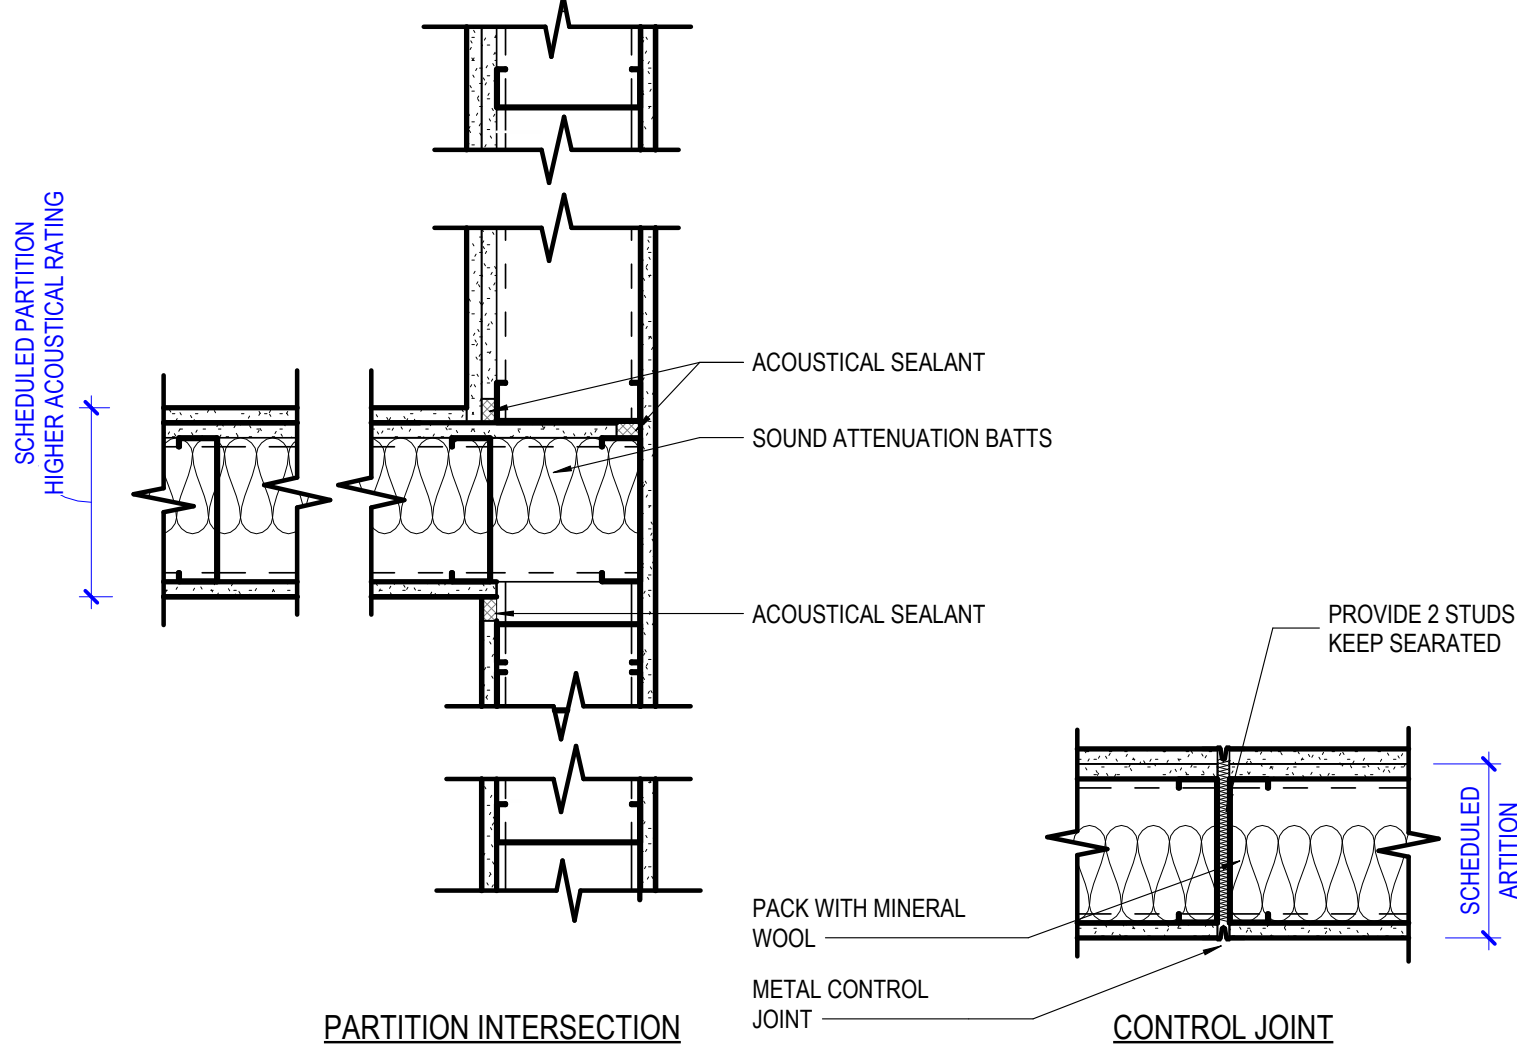 SCHEDULED PARTITION
HIGHER ACOUSTICAL RATING
ACOUSTICAL SEALANT
SOUND ATTENUATION BATTS
ACOUSTICAL SEALANT
PROVIDE 2 STUDS
KEEP SEARATED
SCHEDULED
ARTITION
PACK WITH MINERAL
WOOL
METAL CONTROL
JOINT
PARTITION INTERSECTION
CONTROL JOINT